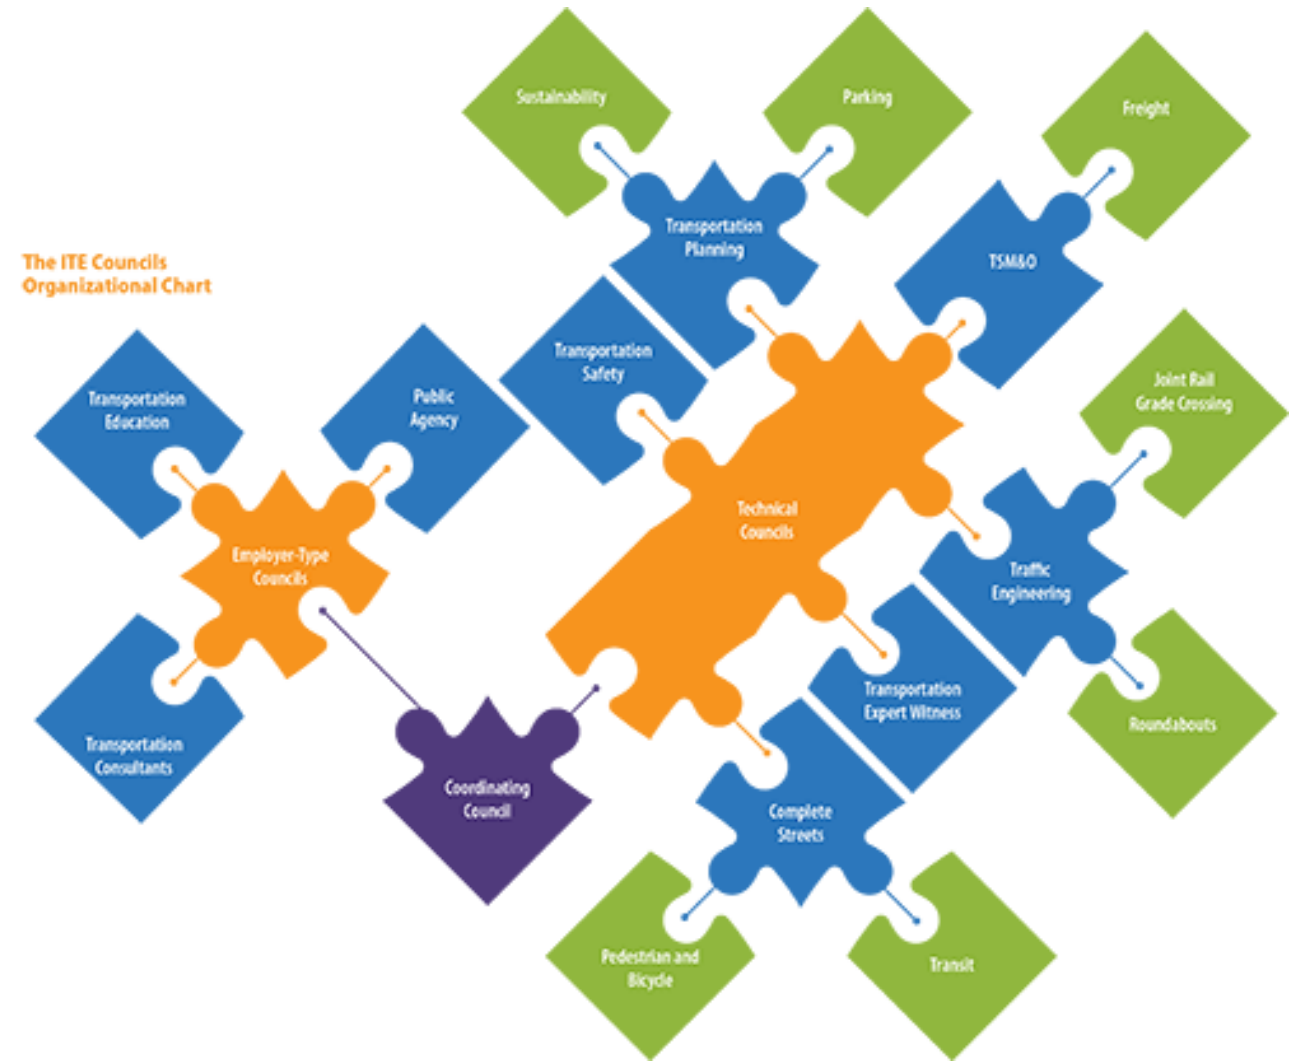 Sustainability
Parking
Freight
Transportation
Planning
TSM&O
The ITE Councils
Organizational Chart
Transportation
Safety
Joint Rail
Grade Crossing
Transportation
Education
Public
Agency
Technical
Councils
Employer-Type
Councils
Traffic
Engineering
Transportation
Expert Witness
Roundabouts
Transportation
Consultants
Coordinating
Council
Complete
Streets
Pedestrian and
Bicycle
Transit